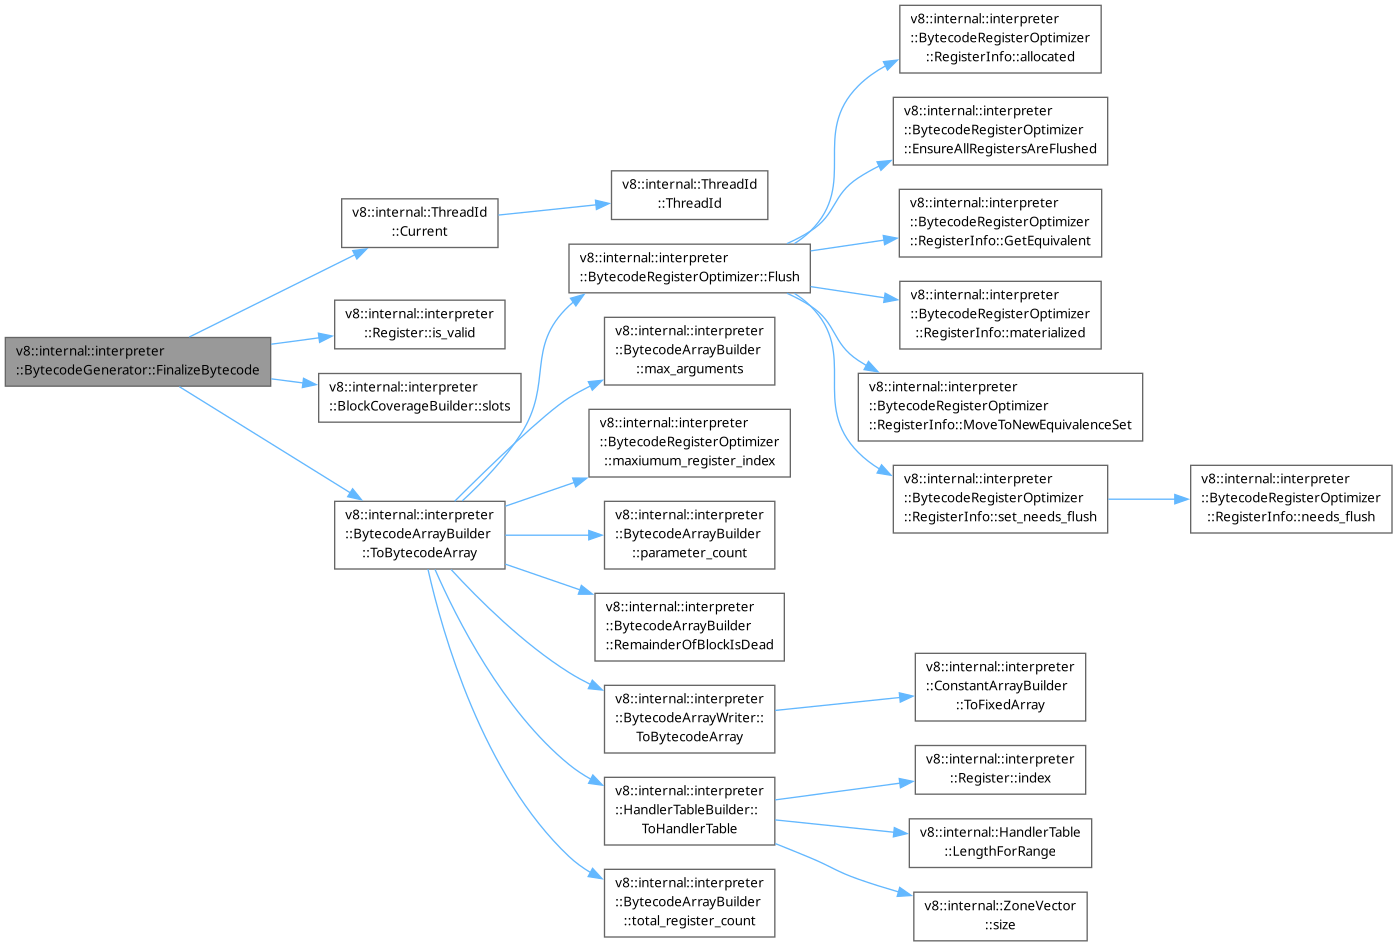 v8::internal::interpreter
::BytecodeGenerator::FinalizeBytecode
v8::internal::ThreadId
::Current
v8::internal::interpreter
::Register::is_valid
v8::internal::interpreter
::BlockCoverageBuilder::slots
v8::internal::interpreter
::BytecodeArrayBuilder
::ToBytecodeArray
v8::internal::ThreadId
::ThreadId
v8::internal::interpreter
::BytecodeRegisterOptimizer::Flush
v8::internal::interpreter
::BytecodeArrayBuilder
::max_arguments
v8::internal::interpreter
::BytecodeRegisterOptimizer
::maxiumum_register_index
v8::internal::interpreter
::BytecodeArrayBuilder
::parameter_count
v8::internal::interpreter
::BytecodeArrayBuilder
::RemainderOfBlockIsDead
v8::internal::interpreter
::BytecodeArrayWriter::
ToBytecodeArray
v8::internal::interpreter
::HandlerTableBuilder::
ToHandlerTable
v8::internal::interpreter
::BytecodeArrayBuilder
::total_register_count
v8::internal::interpreter
::BytecodeRegisterOptimizer
::RegisterInfo::allocated
v8::internal::interpreter
::BytecodeRegisterOptimizer
::EnsureAllRegistersAreFlushed
v8::internal::interpreter
::BytecodeRegisterOptimizer
::RegisterInfo::GetEquivalent
v8::internal::interpreter
::BytecodeRegisterOptimizer
::RegisterInfo::materialized
v8::internal::interpreter
::BytecodeRegisterOptimizer
::RegisterInfo::MoveToNewEquivalenceSet
v8::internal::interpreter
::BytecodeRegisterOptimizer
::RegisterInfo::set_needs_flush
v8::internal::interpreter
::BytecodeRegisterOptimizer
::RegisterInfo::needs_flush
v8::internal::interpreter
::ConstantArrayBuilder
::ToFixedArray
v8::internal::interpreter
::Register::index
v8::internal::HandlerTable
::LengthForRange
v8::internal::ZoneVector
::size